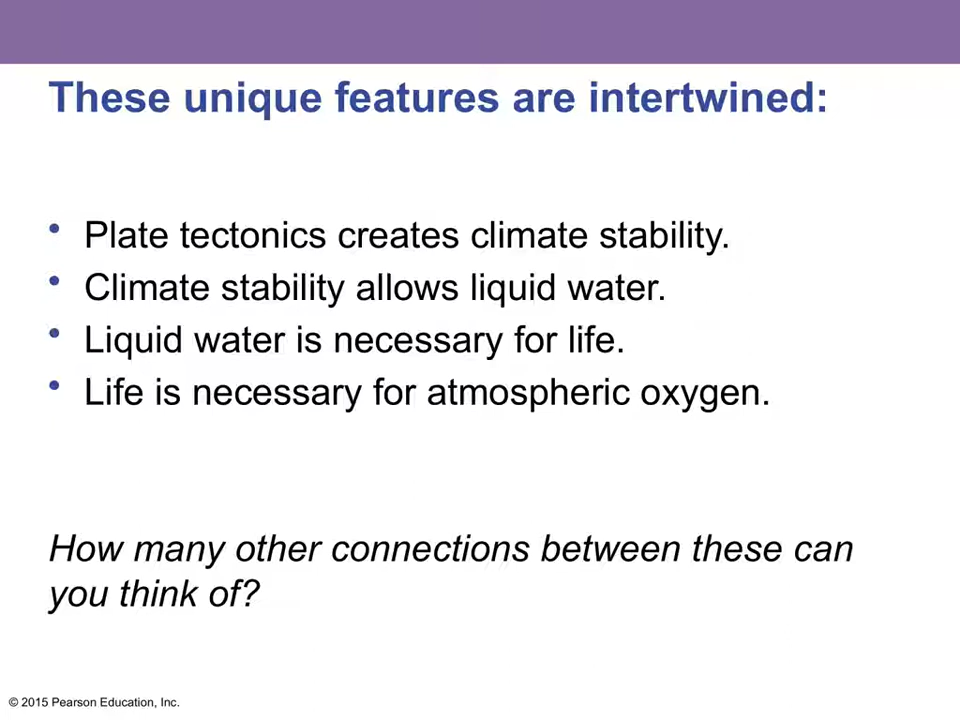 These unique features are intertwined:
• Plate tectonics creates climate stability.
• Climate stability allows liquid water.
• Liquid water is necessary for life.
• Life is necessary for atmospheric oxygen.
How many other connections between these can
you think of?
© 2015 Pearson Education, Inc.